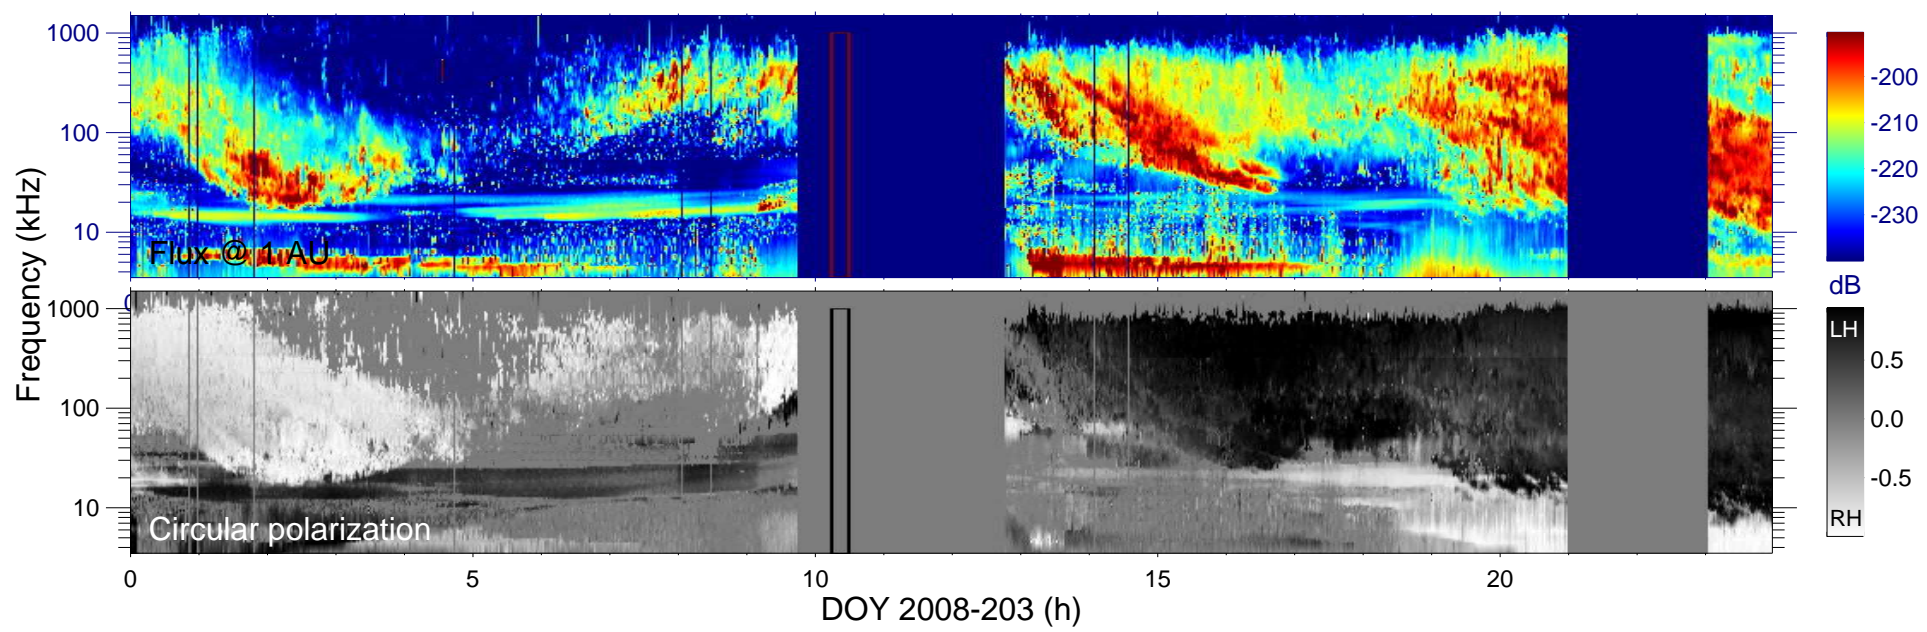 Frequency (kHz)
1000
100
10
Flux @ 1 AU
0
-200
-210
-220
-230
dB
1000
100
10
Circular polarization
LH
0.5
0.0
-0.5
RH
0
5
10
15
20
DOY 2008-203 (h)